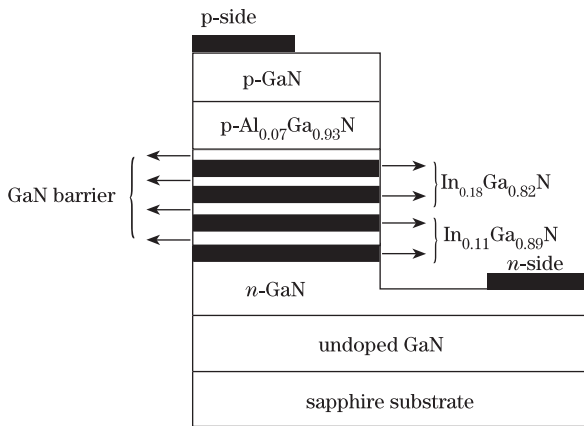 p-side
p-GaN
p-Al₀.₀₇Ga₀.₉₃N
GaN barrier
In₀.₁₈Ga₀.₈₂N
In₀.₁₁Ga₀.₈₉N
n-side
n-GaN
undoped GaN
sapphire substrate